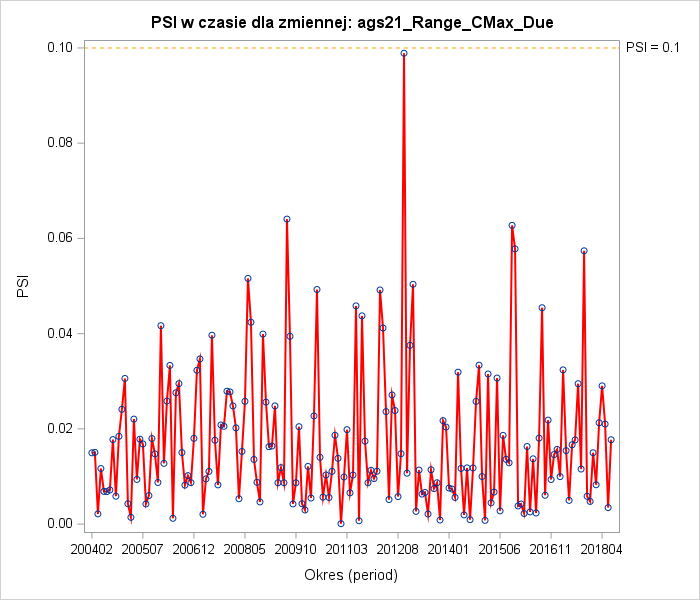 PSI w czasie dla zmiennej: ags21_Range_CMax_Due
0.10
PSI = 0.1
0.08
0.06
PSI
0.04
0.02
0.00
200402 200507 200612 200805 200910 201103 201208 201401 201506 201611 201804
Okres (period)